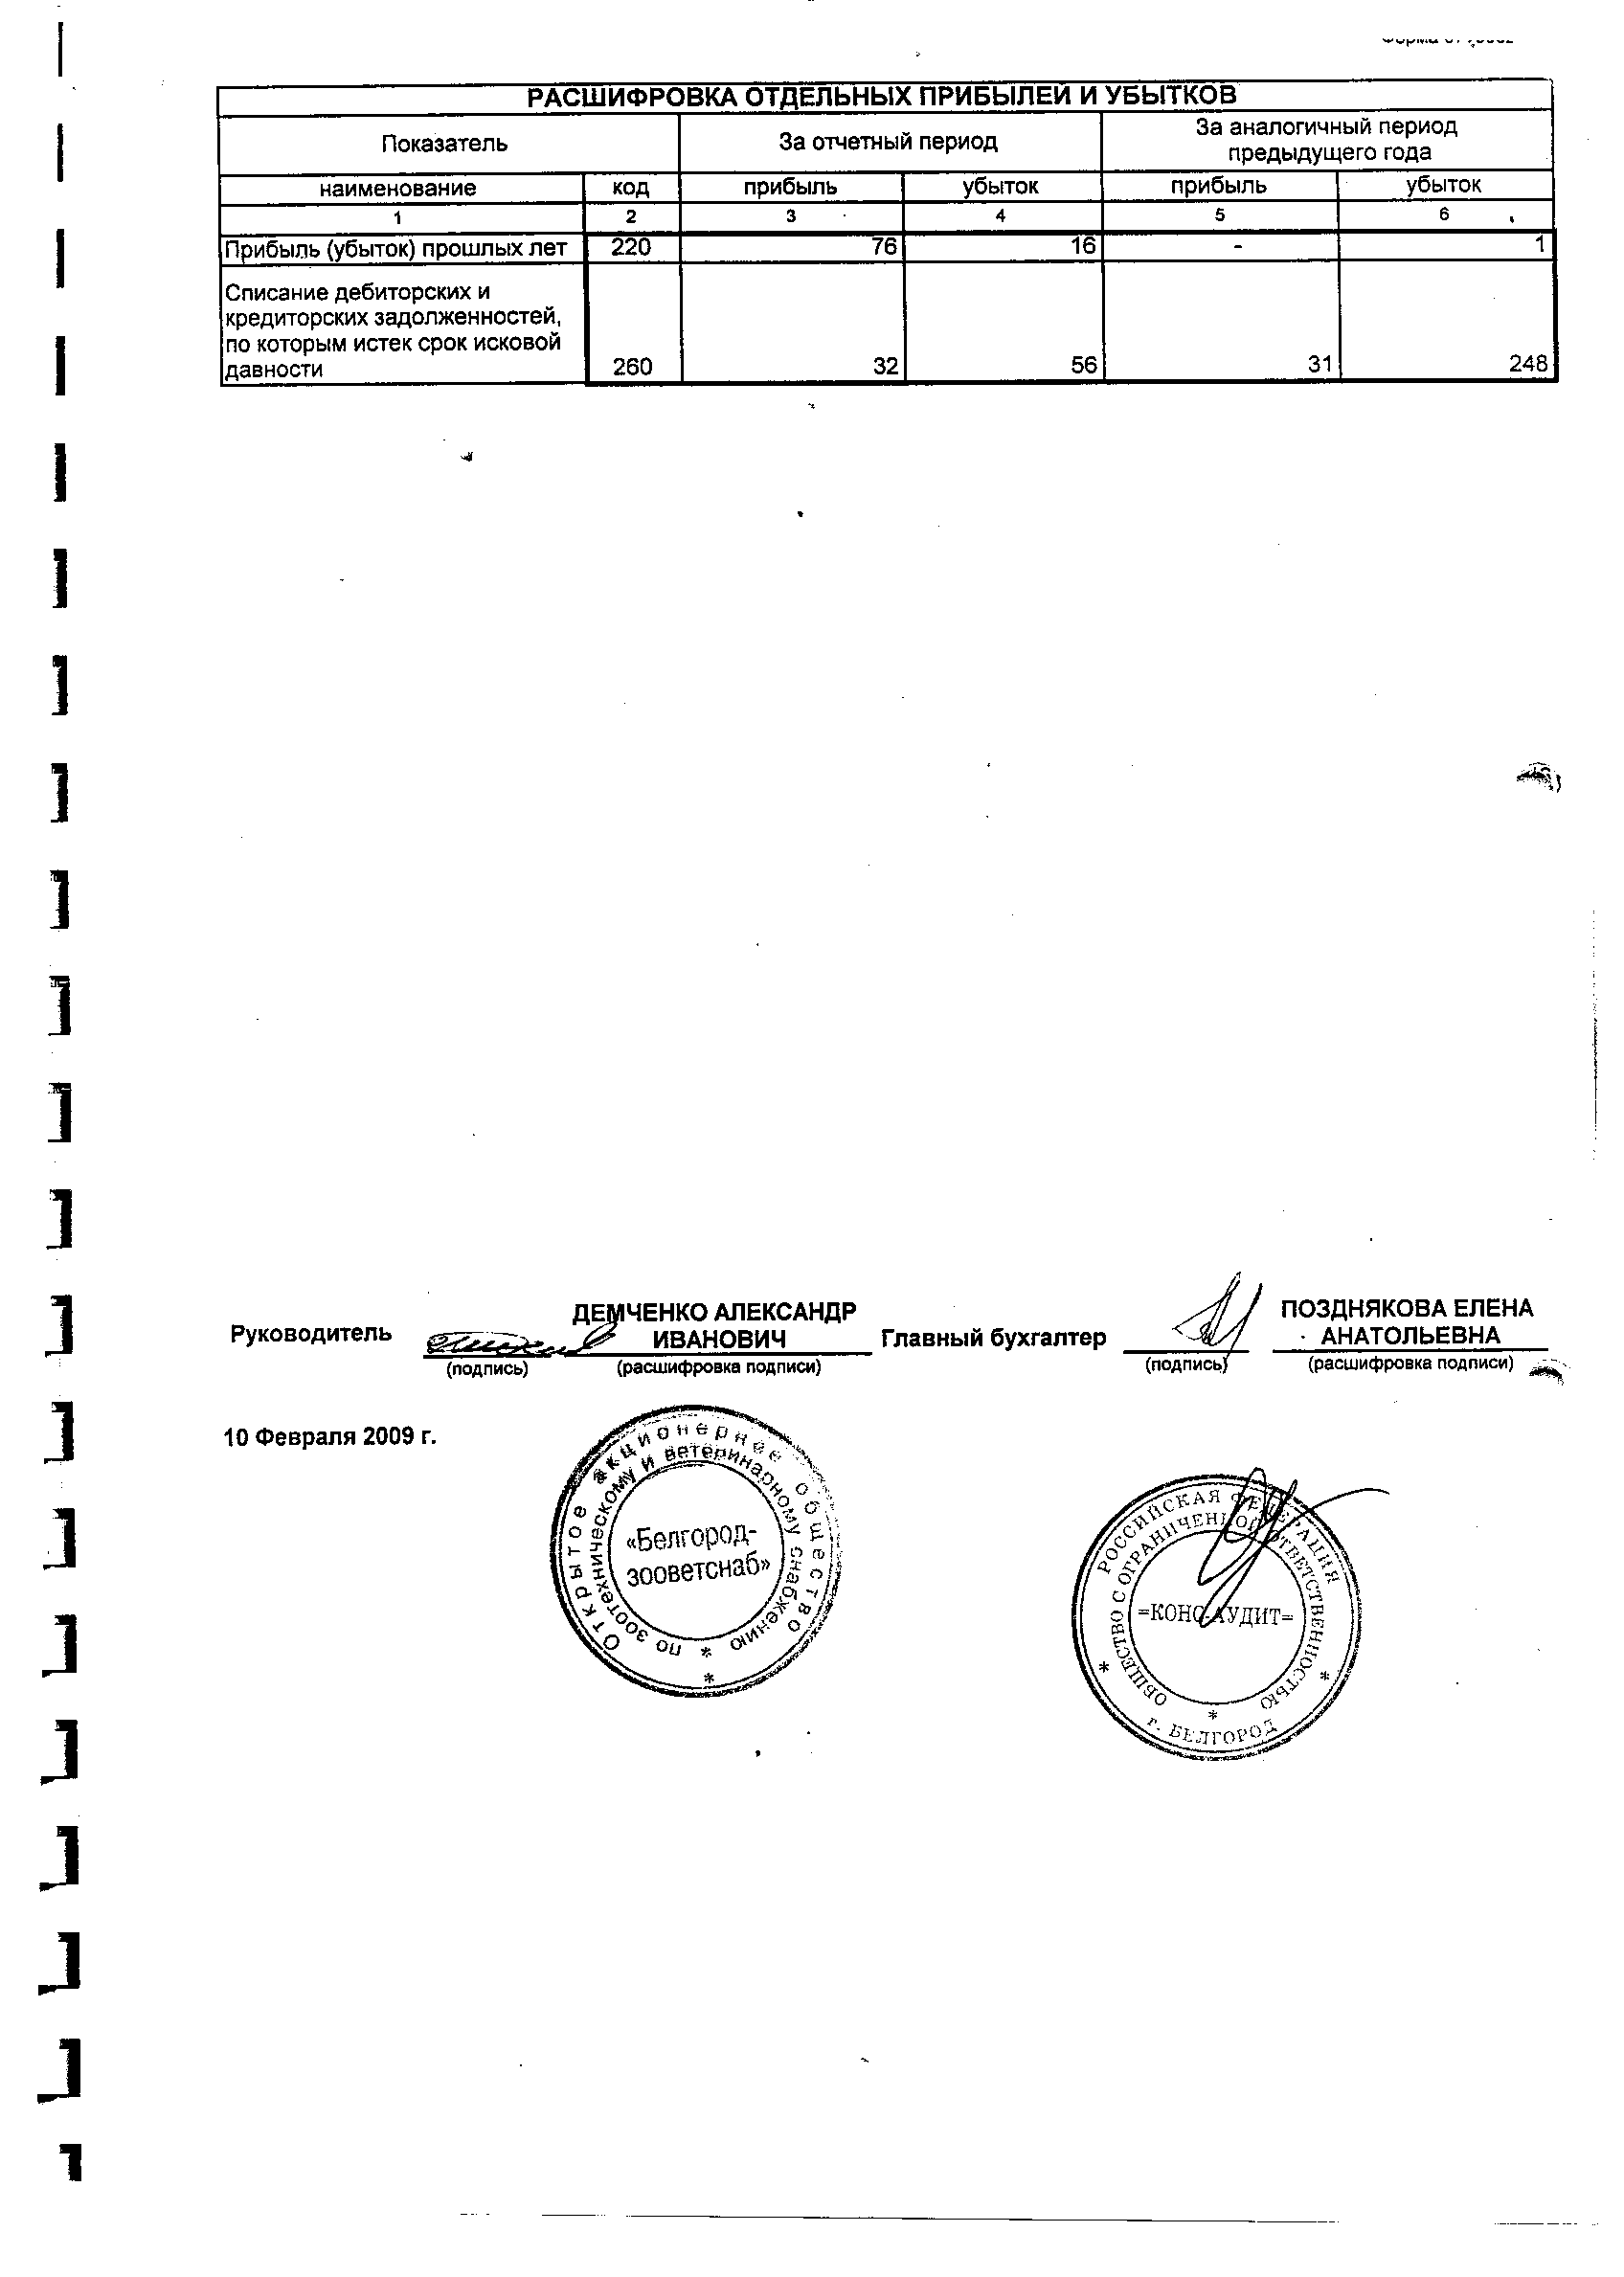 РАСШИФРОВКА ОТДЕЛЬНЫХ ПРИБЫЛЕЙ И УБЫТКОВ
Показатель За отчетный период За аналогичный период
предыдущего года
наименование код прибыль убыток прибыль убыток
1 2 3 4 5 6
Прибыль (убыток) прошлых лет 220 76 16 - 1
Списание дебиторских и
кредиторских задолженностей,
по которым истек срок исковой
давности 260 32 56 31 248
ДЕМЧЕНКО АЛЕКСАНДР
ИВАНОВИЧ
Руководитель
(подпись) (расшифровка подписи)
Главный бухгалтер
ПОЗДНЯКОВА ЕЛЕНА
АНАТОЛЬЕВНА
(подпись) (расшифровка подписи)
10 Февраля 2009 г.
Открытое акционерное общество *
по зоотехническому и ветеринарному снабжению *
«Белгород-
зооветснаб»
РОССИЙСКАЯ ФЕДЕРАЦИЯ
* г. БЕЛГОРОД *
ОБЩЕСТВО С ОГРАНИЧЕННОЙ ОТВЕТСТВЕННОСТЬЮ *
=КОНС-АУДИТ=